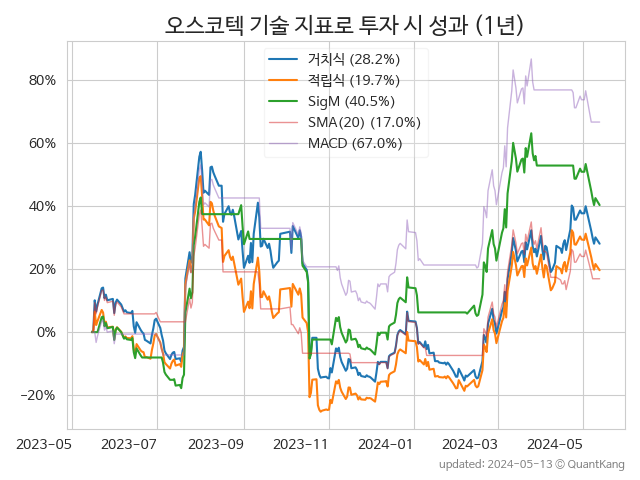 오스코텍 기술 지표로 투자 시 성과 (1년)
거치식 (28.2%)
적립식 (19.7%)
SigM (40.5%)
SMA(20) (17.0%)
MACD (67.0%)
80%
60%
40%
20%
0%
−20%
2023-05 2023-07 2023-09 2023-11 2024-01 2024-03 2024-05
updated: 2024-05-13 ⓒ QuantKang